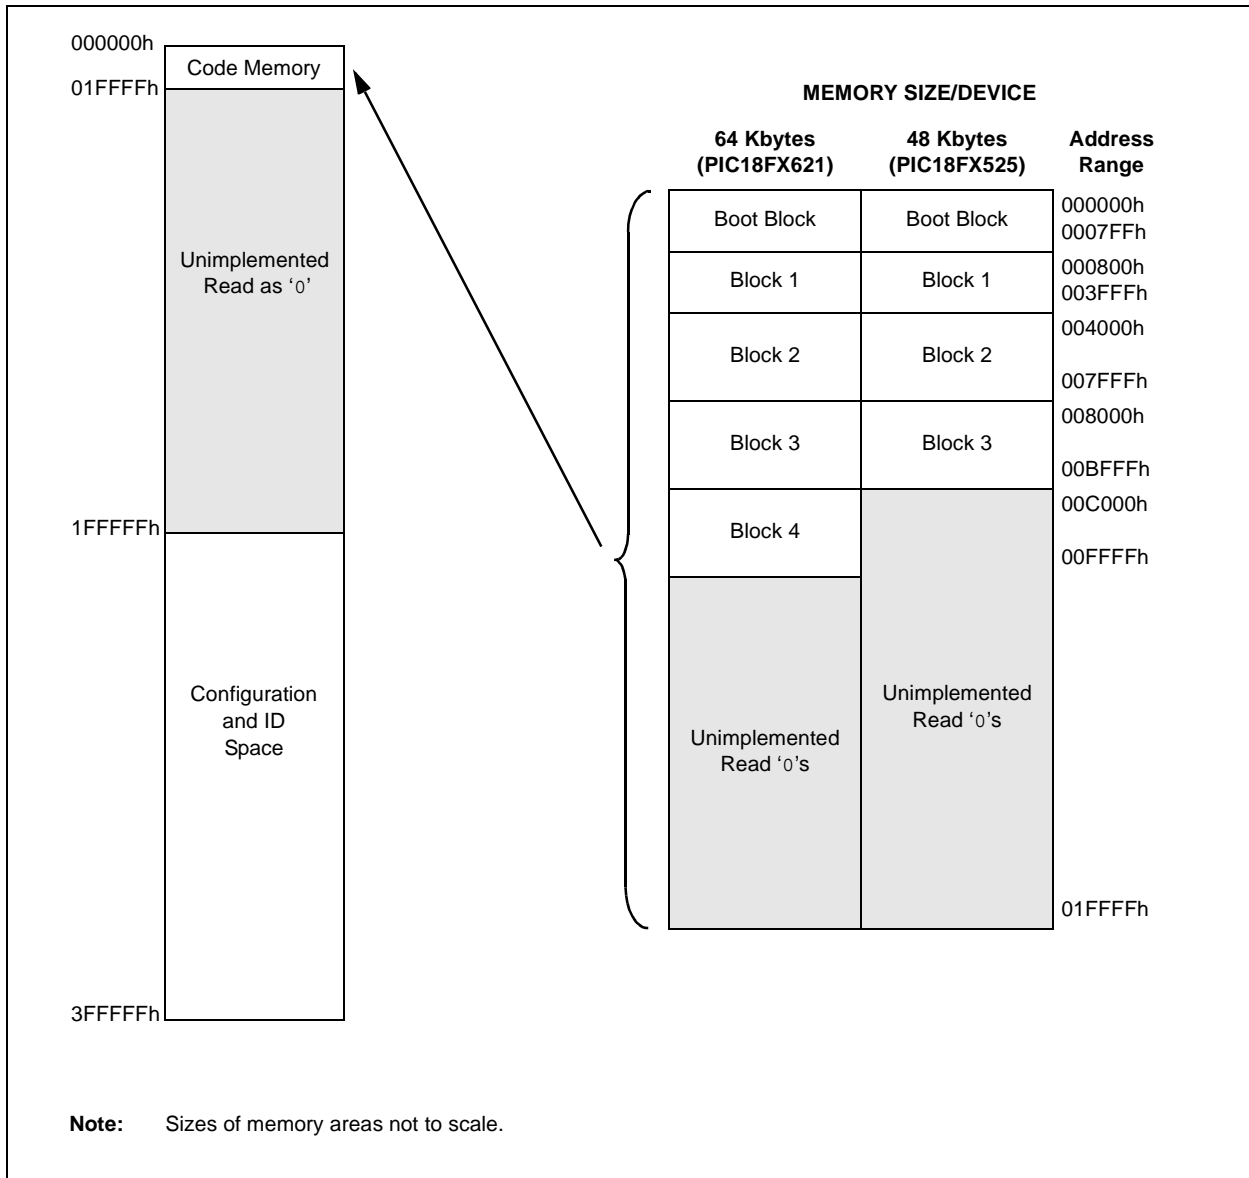 000000h
Code Memory
01FFFFh
Unimplemented
Read as ‘0’
1FFFFFh
Configuration
and ID
Space
3FFFFFh
MEMORY SIZE/DEVICE
64 Kbytes
(PIC18FX621)
48 Kbytes
(PIC18FX525)
Address
Range
Boot Block
Boot Block
000000h
0007FFh
Block 1
Block 1
000800h
003FFFh
Block 2
Block 2
004000h
007FFFh
Block 3
Block 3
008000h
00BFFFh
Block 4
00C000h
00FFFFh
Unimplemented
Read ‘0’s
Unimplemented
Read ‘0’s
01FFFFh
Note: Sizes of memory areas not to scale.